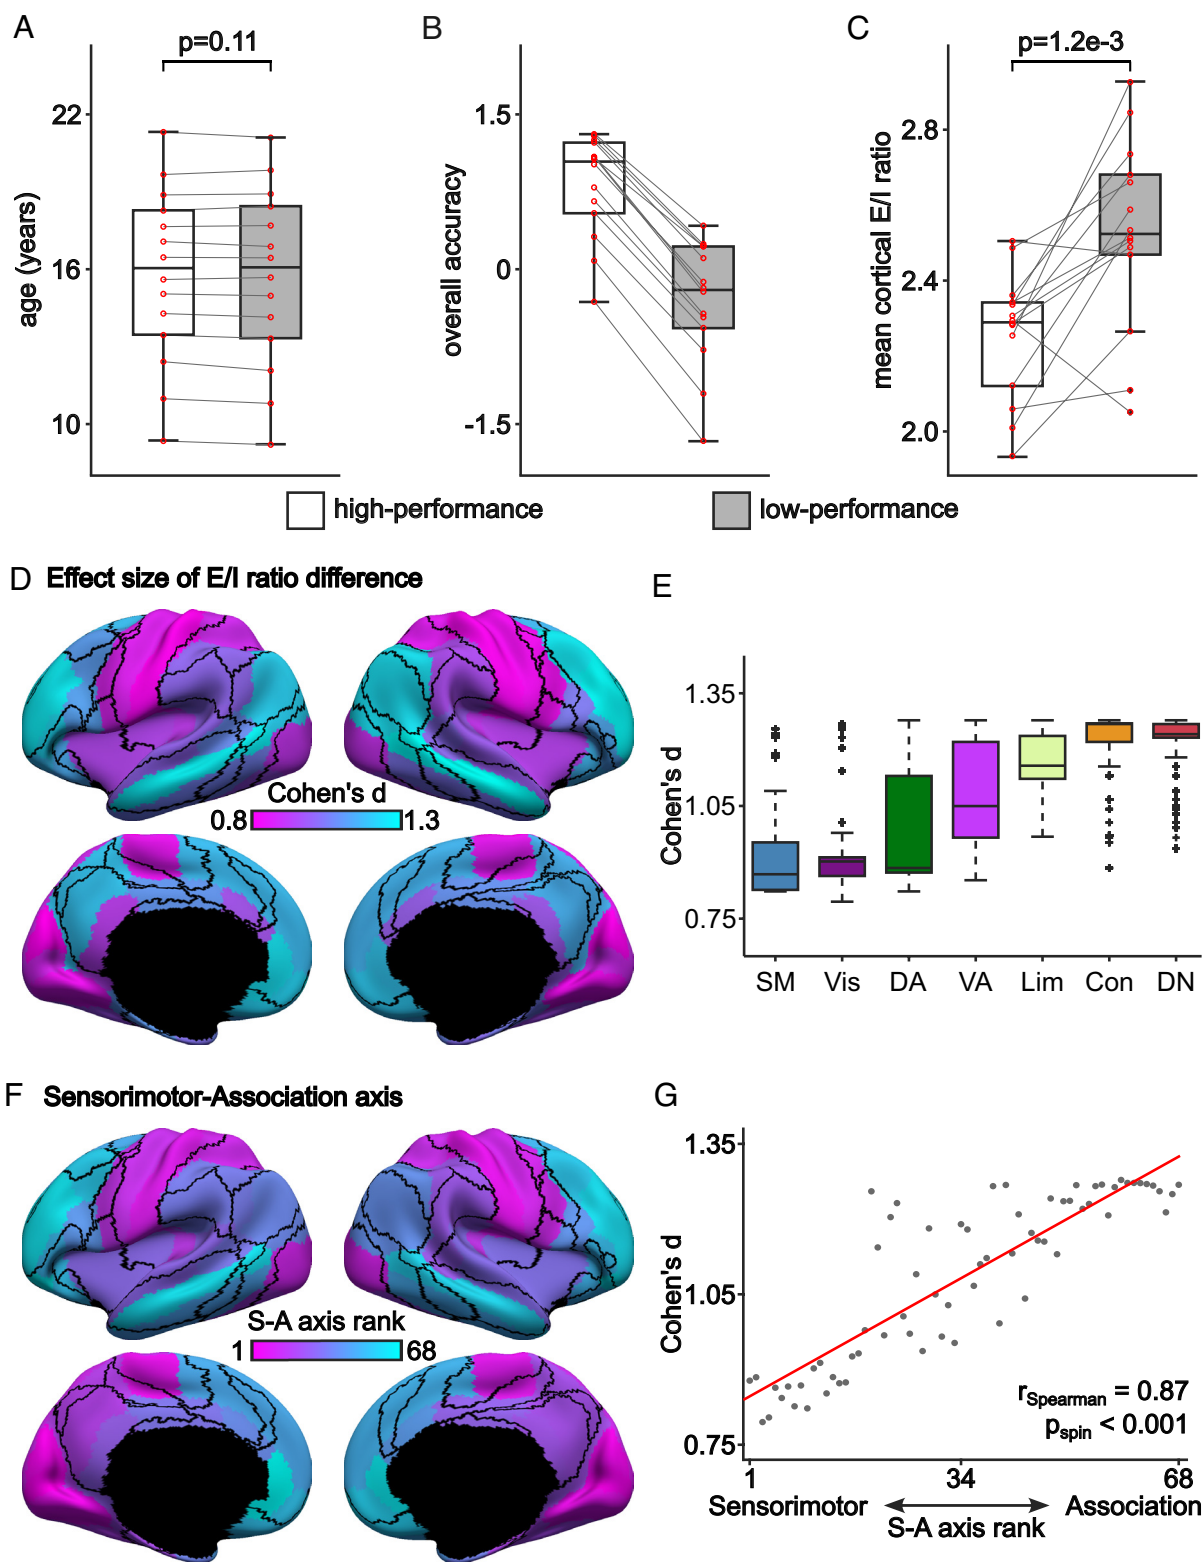 A
p=0.11
22
16
10
age (years)
B
1.5
0
-1.5
overall accuracy
C
p=1.2e-3
2.8
2.4
2.0
mean cortical E/I ratio
high-performance
low-performance
D Effect size of E/I ratio difference
Cohen's d
0.8 1.3
E
1.35
1.05
0.75
Cohen's d
SM Vis DA VA Lim Con DN
F Sensorimotor-Association axis
S-A axis rank
1 68
G
1.35
1.05
0.75
Cohen's d
rSpearman = 0.87
pspin < 0.001
1 34 68
Sensorimotor Association
S-A axis rank